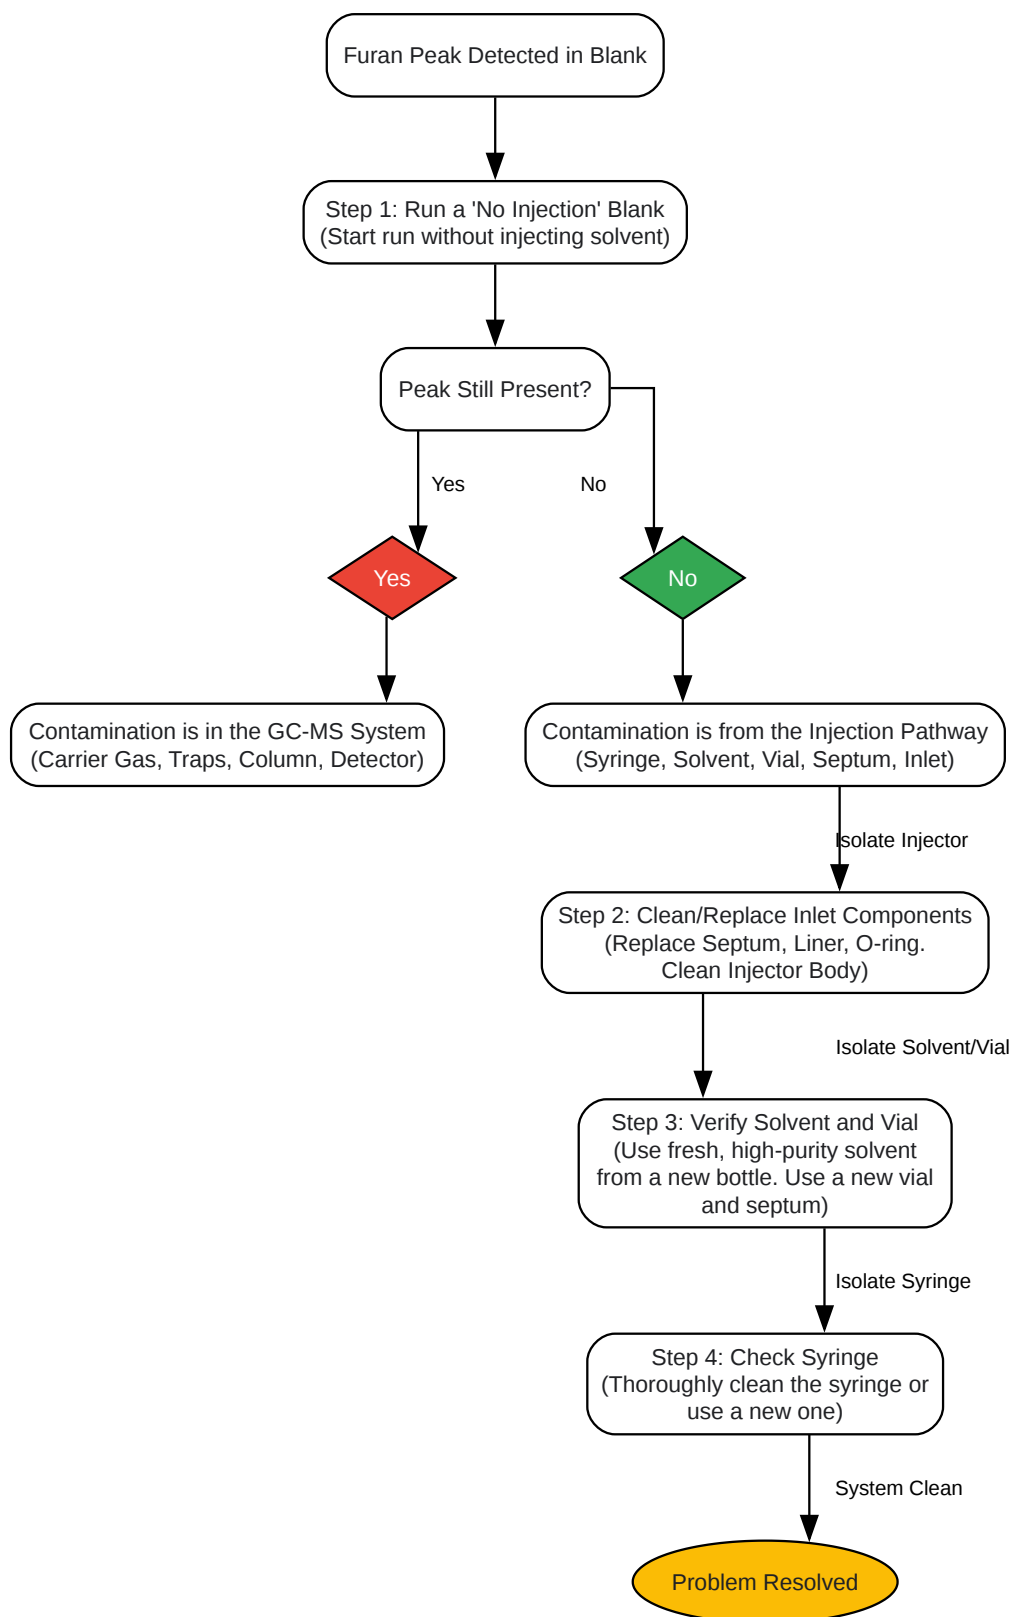 Furan Peak Detected in Blank
Step 1: Run a 'No Injection' Blank
(Start run without injecting solvent)
Peak Still Present?
Yes
No
Yes
No
Contamination is in the GC-MS System
(Carrier Gas, Traps, Column, Detector)
Contamination is from the Injection Pathway
(Syringe, Solvent, Vial, Septum, Inlet)
Isolate Injector
Step 2: Clean/Replace Inlet Components
(Replace Septum, Liner, O-ring.
Clean Injector Body)
Isolate Solvent/Vial
Step 3: Verify Solvent and Vial
(Use fresh, high-purity solvent
from a new bottle. Use a new vial
and septum)
Isolate Syringe
Step 4: Check Syringe
(Thoroughly clean the syringe or
use a new one)
System Clean
Problem Resolved